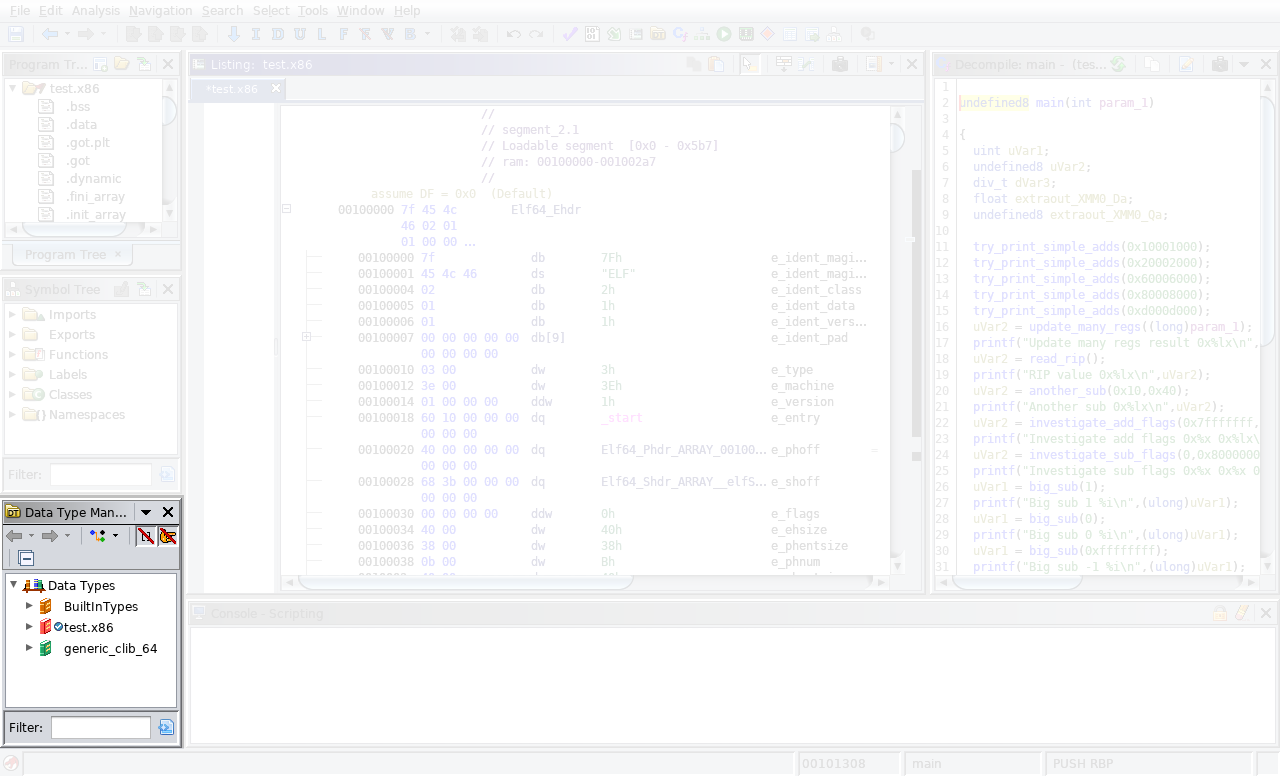 File Edit Analysis Navigation Search Select Tools Window Help
I D U L F R V B
Program Tr...
test.x86
.bss
.data
.got.plt
.got
.dynamic
.fini_array
.init_array
Program Tree ×
Symbol Tree
Imports
Exports
Functions
Labels
Classes
Namespaces
Filter:
Data Type Man...
Data Types
BuiltInTypes
test.x86
generic_clib_64
Filter:
Listing: test.x86
*test.x86
//
// segment_2.1
// Loadable segment [0x0 - 0x5b7]
// ram: 00100000-001002a7
//
assume DF = 0x0 (Default)
00100000 7f 45 4c Elf64_Ehdr
46 02 01
01 00 00 ...
00100000 7f db 7Fh e_ident_magi...
00100001 45 4c 46 ds "ELF" e_ident_magi...
00100004 02 db 2h e_ident_class
00100005 01 db 1h e_ident_data
00100006 01 db 1h e_ident_vers...
00100007 00 00 00 00 00 db[9] e_ident_pad
00 00 00 00
00100010 03 00 dw 3h e_type
00100012 3e 00 dw 3Eh e_machine
00100014 01 00 00 00 ddw 1h e_version
00100018 60 10 00 00 00 dq _start e_entry
00 00 00
00100020 40 00 00 00 00 dq Elf64_Phdr_ARRAY_00100... e_phoff
00 00 00
00100028 68 3b 00 00 00 dq Elf64_Shdr_ARRAY__elfS... e_shoff
00 00 00
00100030 00 00 00 00 ddw 0h e_flags
00100034 40 00 dw 40h e_ehsize
00100036 38 00 dw 38h e_phentsize
00100038 0b 00 dw Bh e_phnum
Decompile: main - (tes...
1
2 undefined8 main(int param_1)
3
4 {
5 uint uVar1;
6 undefined8 uVar2;
7 div_t dVar3;
8 float extraout_XMM0_Da;
9 undefined8 extraout_XMM0_Qa;
10
11 try_print_simple_adds(0x10001000);
12 try_print_simple_adds(0x20002000);
13 try_print_simple_adds(0x60006000);
14 try_print_simple_adds(0x80008000);
15 try_print_simple_adds(0xd000d000);
16 uVar2 = update_many_regs((long)param_1);
17 printf("Update many regs result 0x%lx\n",
18 uVar2 = read_rip();
19 printf("RIP value 0x%lx\n",uVar2);
20 uVar2 = another_sub(0x10,0x40);
21 printf("Another sub 0x%lx\n",uVar2);
22 uVar2 = investigate_add_flags(0x7fffffff,
23 printf("Investigate add flags 0x%x 0x%lx\
24 uVar2 = investigate_sub_flags(0,0x8000000
25 printf("Investigate sub flags 0x%x 0x%x 0
26 uVar1 = big_sub(1);
27 printf("Big sub 1 %i\n",(ulong)uVar1);
28 uVar1 = big_sub(0);
29 printf("Big sub 0 %i\n",(ulong)uVar1);
30 uVar1 = big_sub(0xffffffff);
31 printf("Big sub -1 %i\n",(ulong)uVar1);
Console - Scripting
00101308 main PUSH RBP